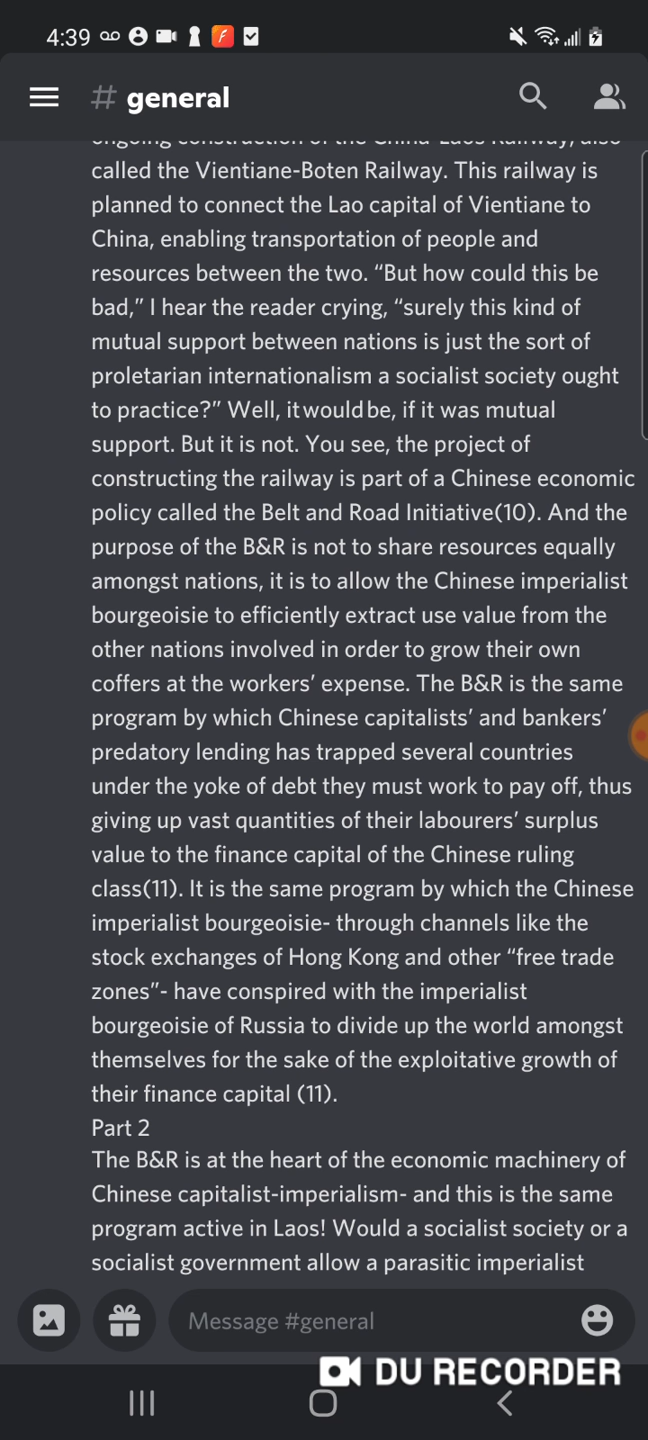 4:39
# general
ongoing construction of the China-Laos Railway, also
called the Vientiane-Boten Railway. This railway is
planned to connect the Lao capital of Vientiane to
China, enabling transportation of people and
resources between the two. “But how could this be
bad,” I hear the reader crying, “surely this kind of
mutual support between nations is just the sort of
proletarian internationalism a socialist society ought
to practice?” Well, it would be, if it was mutual
support. But it is not. You see, the project of
constructing the railway is part of a Chinese economic
policy called the Belt and Road Initiative(10). And the
purpose of the B&R is not to share resources equally
amongst nations, it is to allow the Chinese imperialist
bourgeoisie to efficiently extract use value from the
other nations involved in order to grow their own
coffers at the workers’ expense. The B&R is the same
program by which Chinese capitalists’ and bankers’
predatory lending has trapped several countries
under the yoke of debt they must work to pay off, thus
giving up vast quantities of their labourers’ surplus
value to the finance capital of the Chinese ruling
class(11). It is the same program by which the Chinese
imperialist bourgeoisie- through channels like the
stock exchanges of Hong Kong and other “free trade
zones”- have conspired with the imperialist
bourgeoisie of Russia to divide up the world amongst
themselves for the sake of the exploitative growth of
their finance capital (11).
Part 2
The B&R is at the heart of the economic machinery of
Chinese capitalist-imperialism- and this is the same
program active in Laos! Would a socialist society or a
socialist government allow a parasitic imperialist
Message #general
DU RECORDER